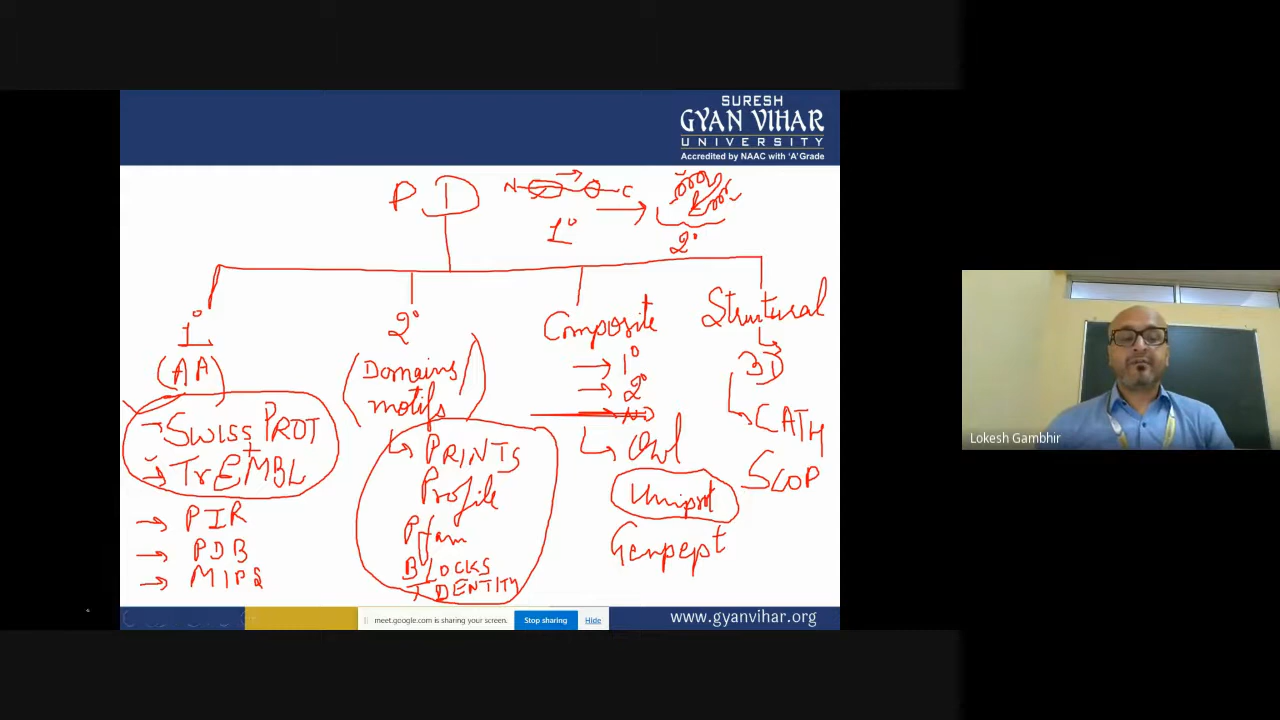 SURESH
GYAN VIHAR
UNIVERSITY
Accredited by NAAC with 'A' Grade
PD
N C
1° 2°
1°
(AA)
SWISS PROT
+
TrEMBL
PIR
PDB
MIPS
2°
(Domains
motifs)
PRINTS
Profile
Pfam
BLOCKS
IDENTITY
Composite
1°
2°
Owl
Uniprot
Genpept
Strutural
3D
CATH
SCOP
Lokesh Gambhir
meet.google.com is sharing your screen. Stop sharing Hide
www.gyanvihar.org